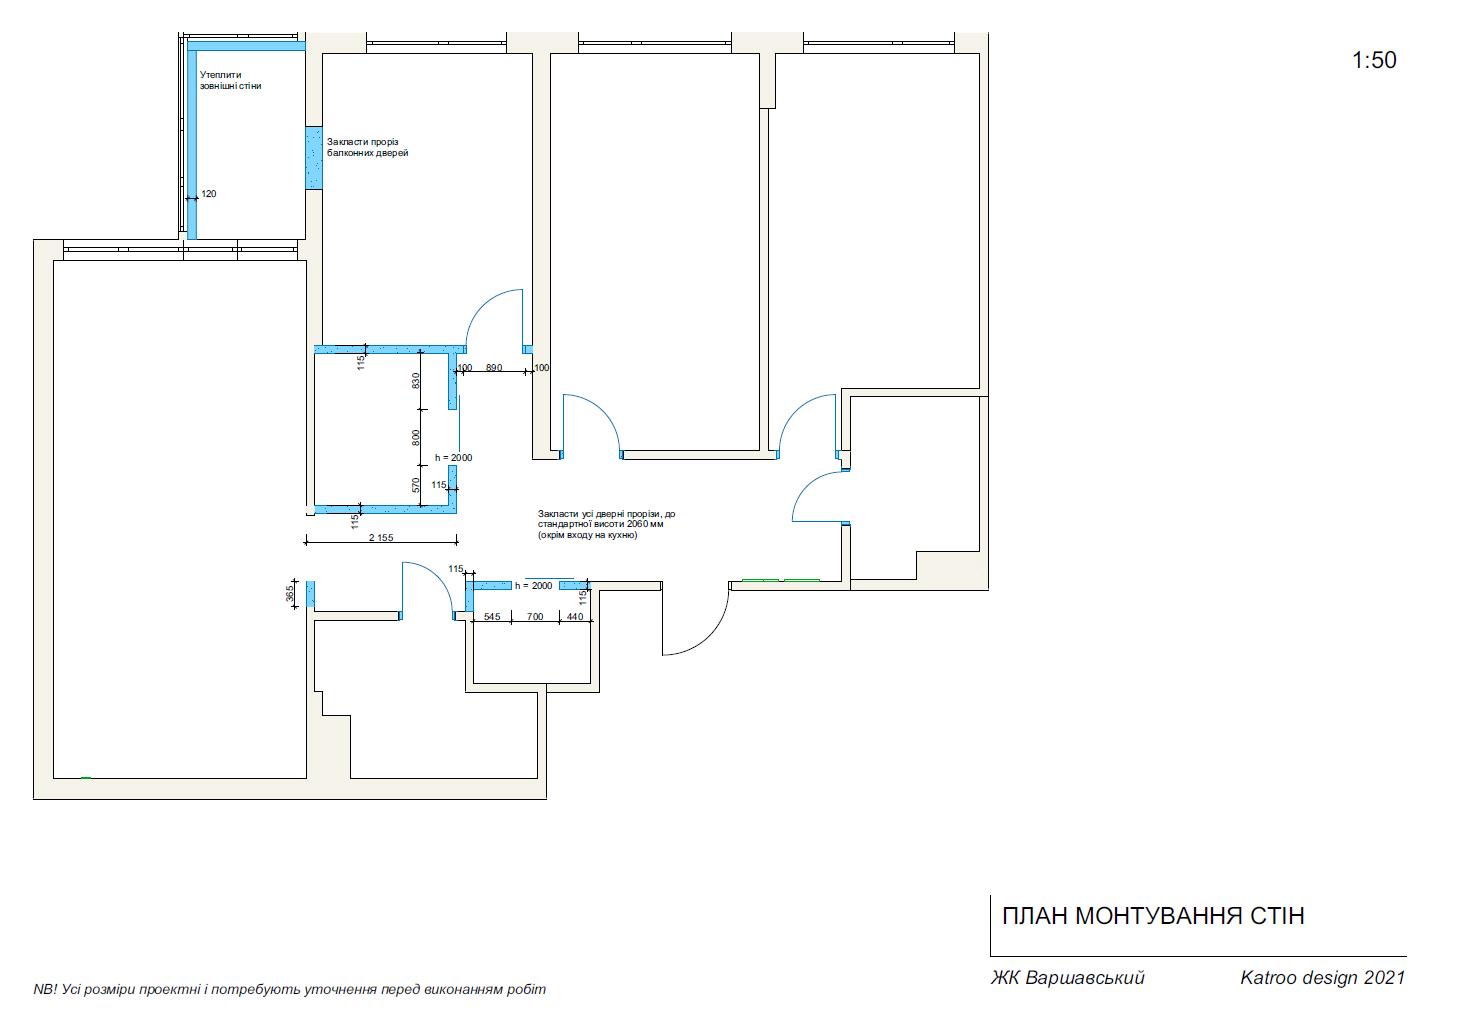 1:50
Утеплити
зовнішні стіни
Закласти проріз
балконних дверей
120
115
830
100
890
100
800
h = 2000
570
115
115
2 155
Закласти усі дверні прорізи, до
стандартної висоти 2060 мм
(окрім входу на кухню)
115
365
h = 2000
115
545
700
440
ПЛАН МОНТУВАННЯ СТІН
ЖК Варшавський
Katroo design 2021
NB! Усі розміри проектні і потребують уточнення перед виконанням робіт